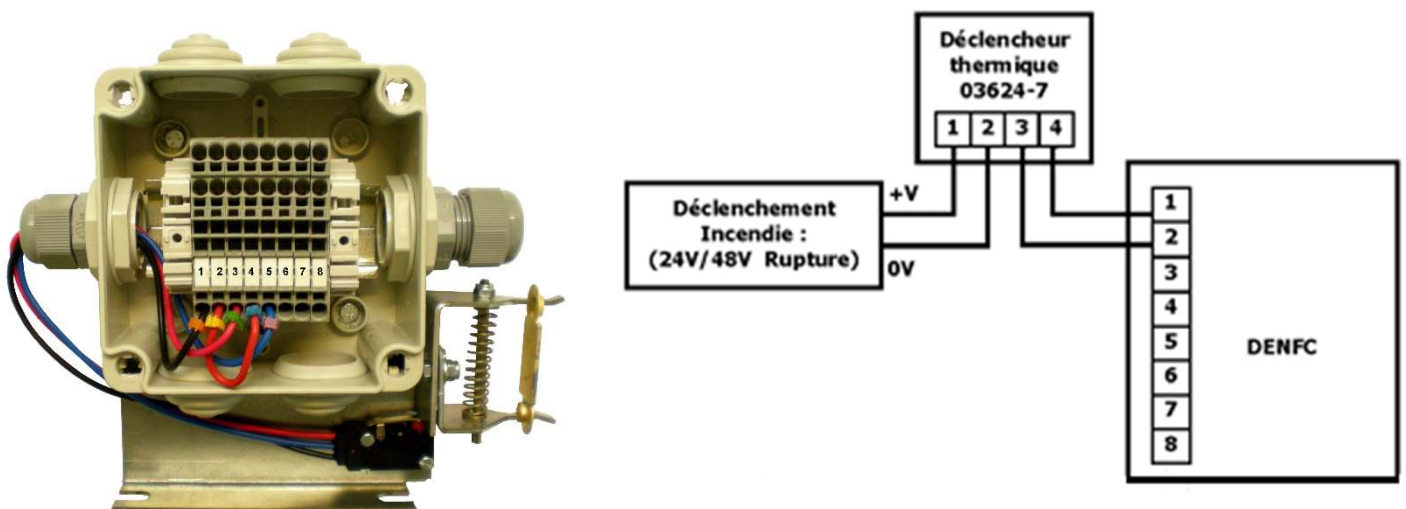 1 2 3 4 5 6 7 8
Déclencheur
thermique
03624-7
1 2 3 4
Déclenchement
Incendie :
(24V/48V Rupture)
+V
0V
1
2
3
4
5
6
7
8
DENFC